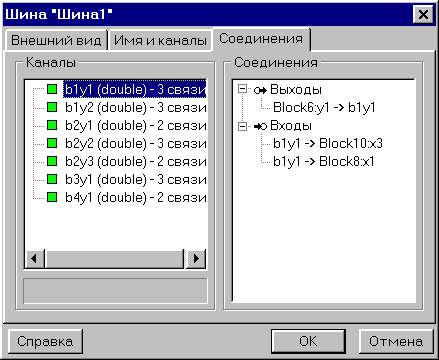 Шина "Шина1"
Внешний вид Имя и каналы Соединения
Каналы
b1y1 (double) - 3 связи
b1y2 (double) - 3 связи
b2y1 (double) - 2 связи
b2y2 (double) - 3 связи
b2y3 (double) - 2 связи
b3y1 (double) - 3 связи
b4y1 (double) - 2 связи
Соединения
Выходы
Block6:y1 -> b1y1
Входы
b1y1 -> Block10:x3
b1y1 -> Block8:x1
Справка OK Отмена